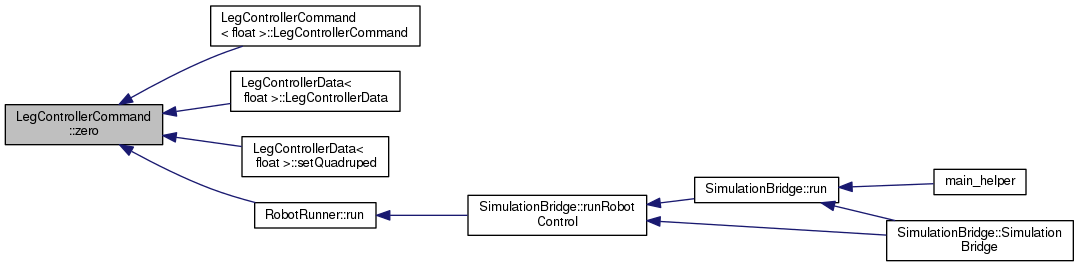 LegControllerCommand
< float >::LegControllerCommand
LegControllerData<
float >::LegControllerData
LegControllerCommand
::zero
LegControllerData<
float >::setQuadruped
RobotRunner::run
SimulationBridge::runRobot
Control
SimulationBridge::run
main_helper
SimulationBridge::Simulation
Bridge